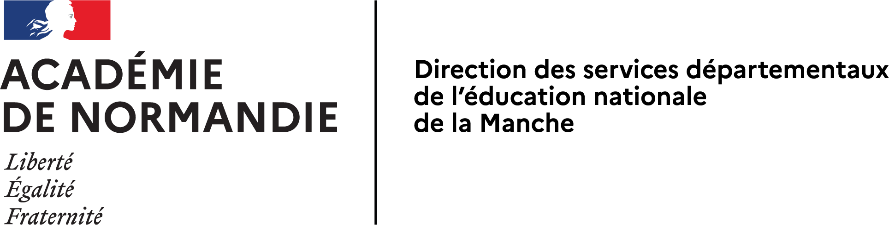 ACADÉMIE
DE NORMANDIE
Liberté
Égalité
Fraternité
Direction des services départementaux
de l'éducation nationale
de la Manche